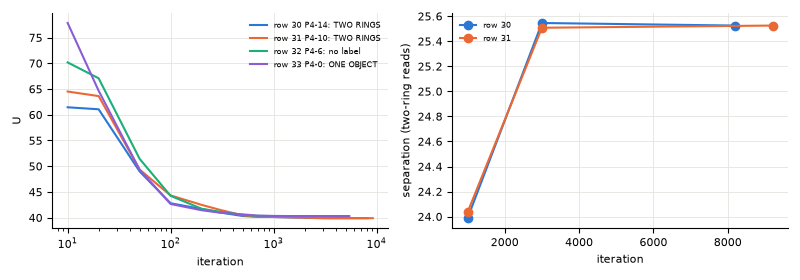 row 30 P4-14: TWO RINGS
row 31 P4-10: TWO RINGS
row 32 P4-6: no label
row 33 P4-0: ONE OBJECT
U
75
70
65
60
55
50
45
40
10¹ 10² 10³ 10⁴
iteration
row 30
row 31
separation (two-ring reads)
25.6
25.4
25.2
25.0
24.8
24.6
24.4
24.2
24.0
2000 4000 6000 8000
iteration